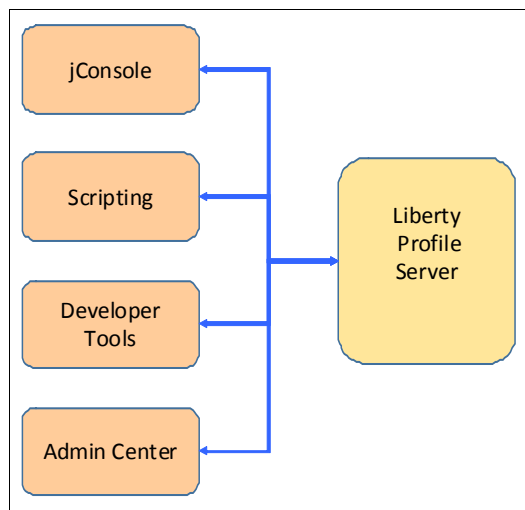 jConsole
Scripting
Developer
Tools
Admin Center
Liberty
Profile
Server